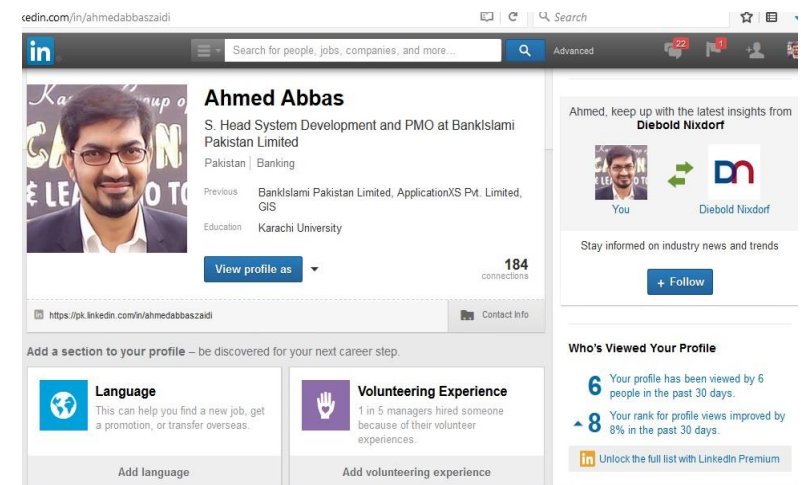 kedin.com/in/ahmedabbaszaidi
Search
in
Search for people, jobs, companies, and more...
Advanced
22
1
Ahmed Abbas
S. Head System Development and PMO at BankIslami
Pakistan Limited
Pakistan | Banking
Previous BankIslami Pakistan Limited, ApplicationXS Pvt. Limited,
GIS
Education Karachi University
View profile as
184
connections
https://pk.linkedin.com/in/ahmedabbaszaidi
Contact Info
Add a section to your profile – be discovered for your next career step.
Language
This can help you find a new job, get
a promotion, or transfer overseas.
Add language
Volunteering Experience
1 in 5 managers hired someone
because of their volunteer
experiences.
Add volunteering experience
Ahmed, keep up with the latest insights from
Diebold Nixdorf
DN
You
Diebold Nixdorf
Stay informed on industry news and trends
+ Follow
Who's Viewed Your Profile
6 Your profile has been viewed by 6
people in the past 30 days.
8 Your rank for profile views improved by
8% in the past 30 days.
in Unlock the full list with LinkedIn Premium